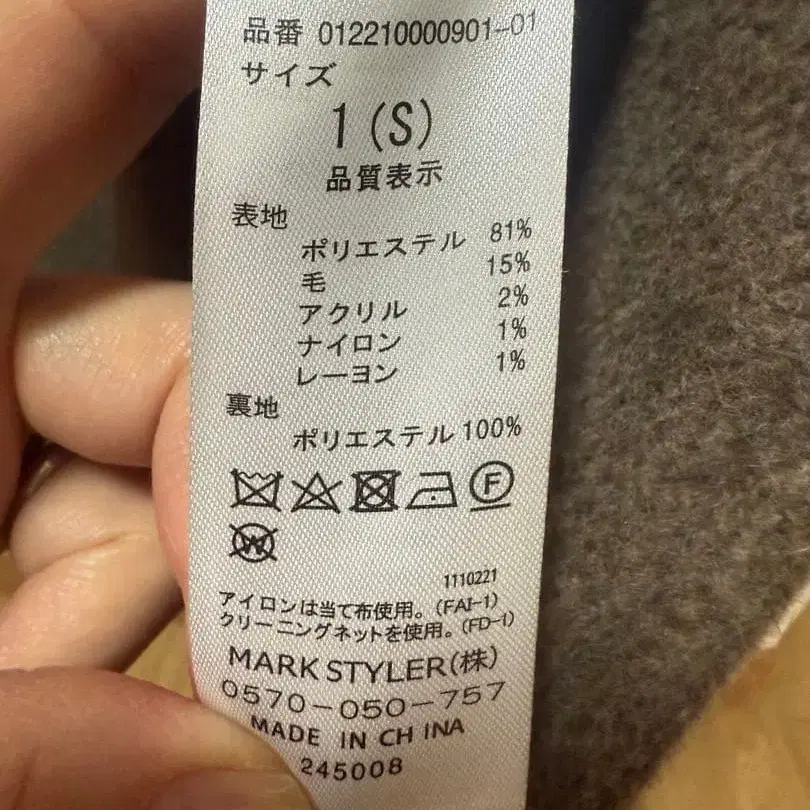 品番 012210000901-01
サイズ
1(S)
品質表示
表地
ポリエステル 81%
毛 15%
アクリル 2%
ナイロン 1%
レーヨン 1%
裏地
ポリエステル 100%
F
W
1110221
アイロンは当て布使用。(FAI-1)
クリーニングネットを使用。(FD-1)
MARK STYLER(株)
0570-050-757
MADE IN CHINA
245008